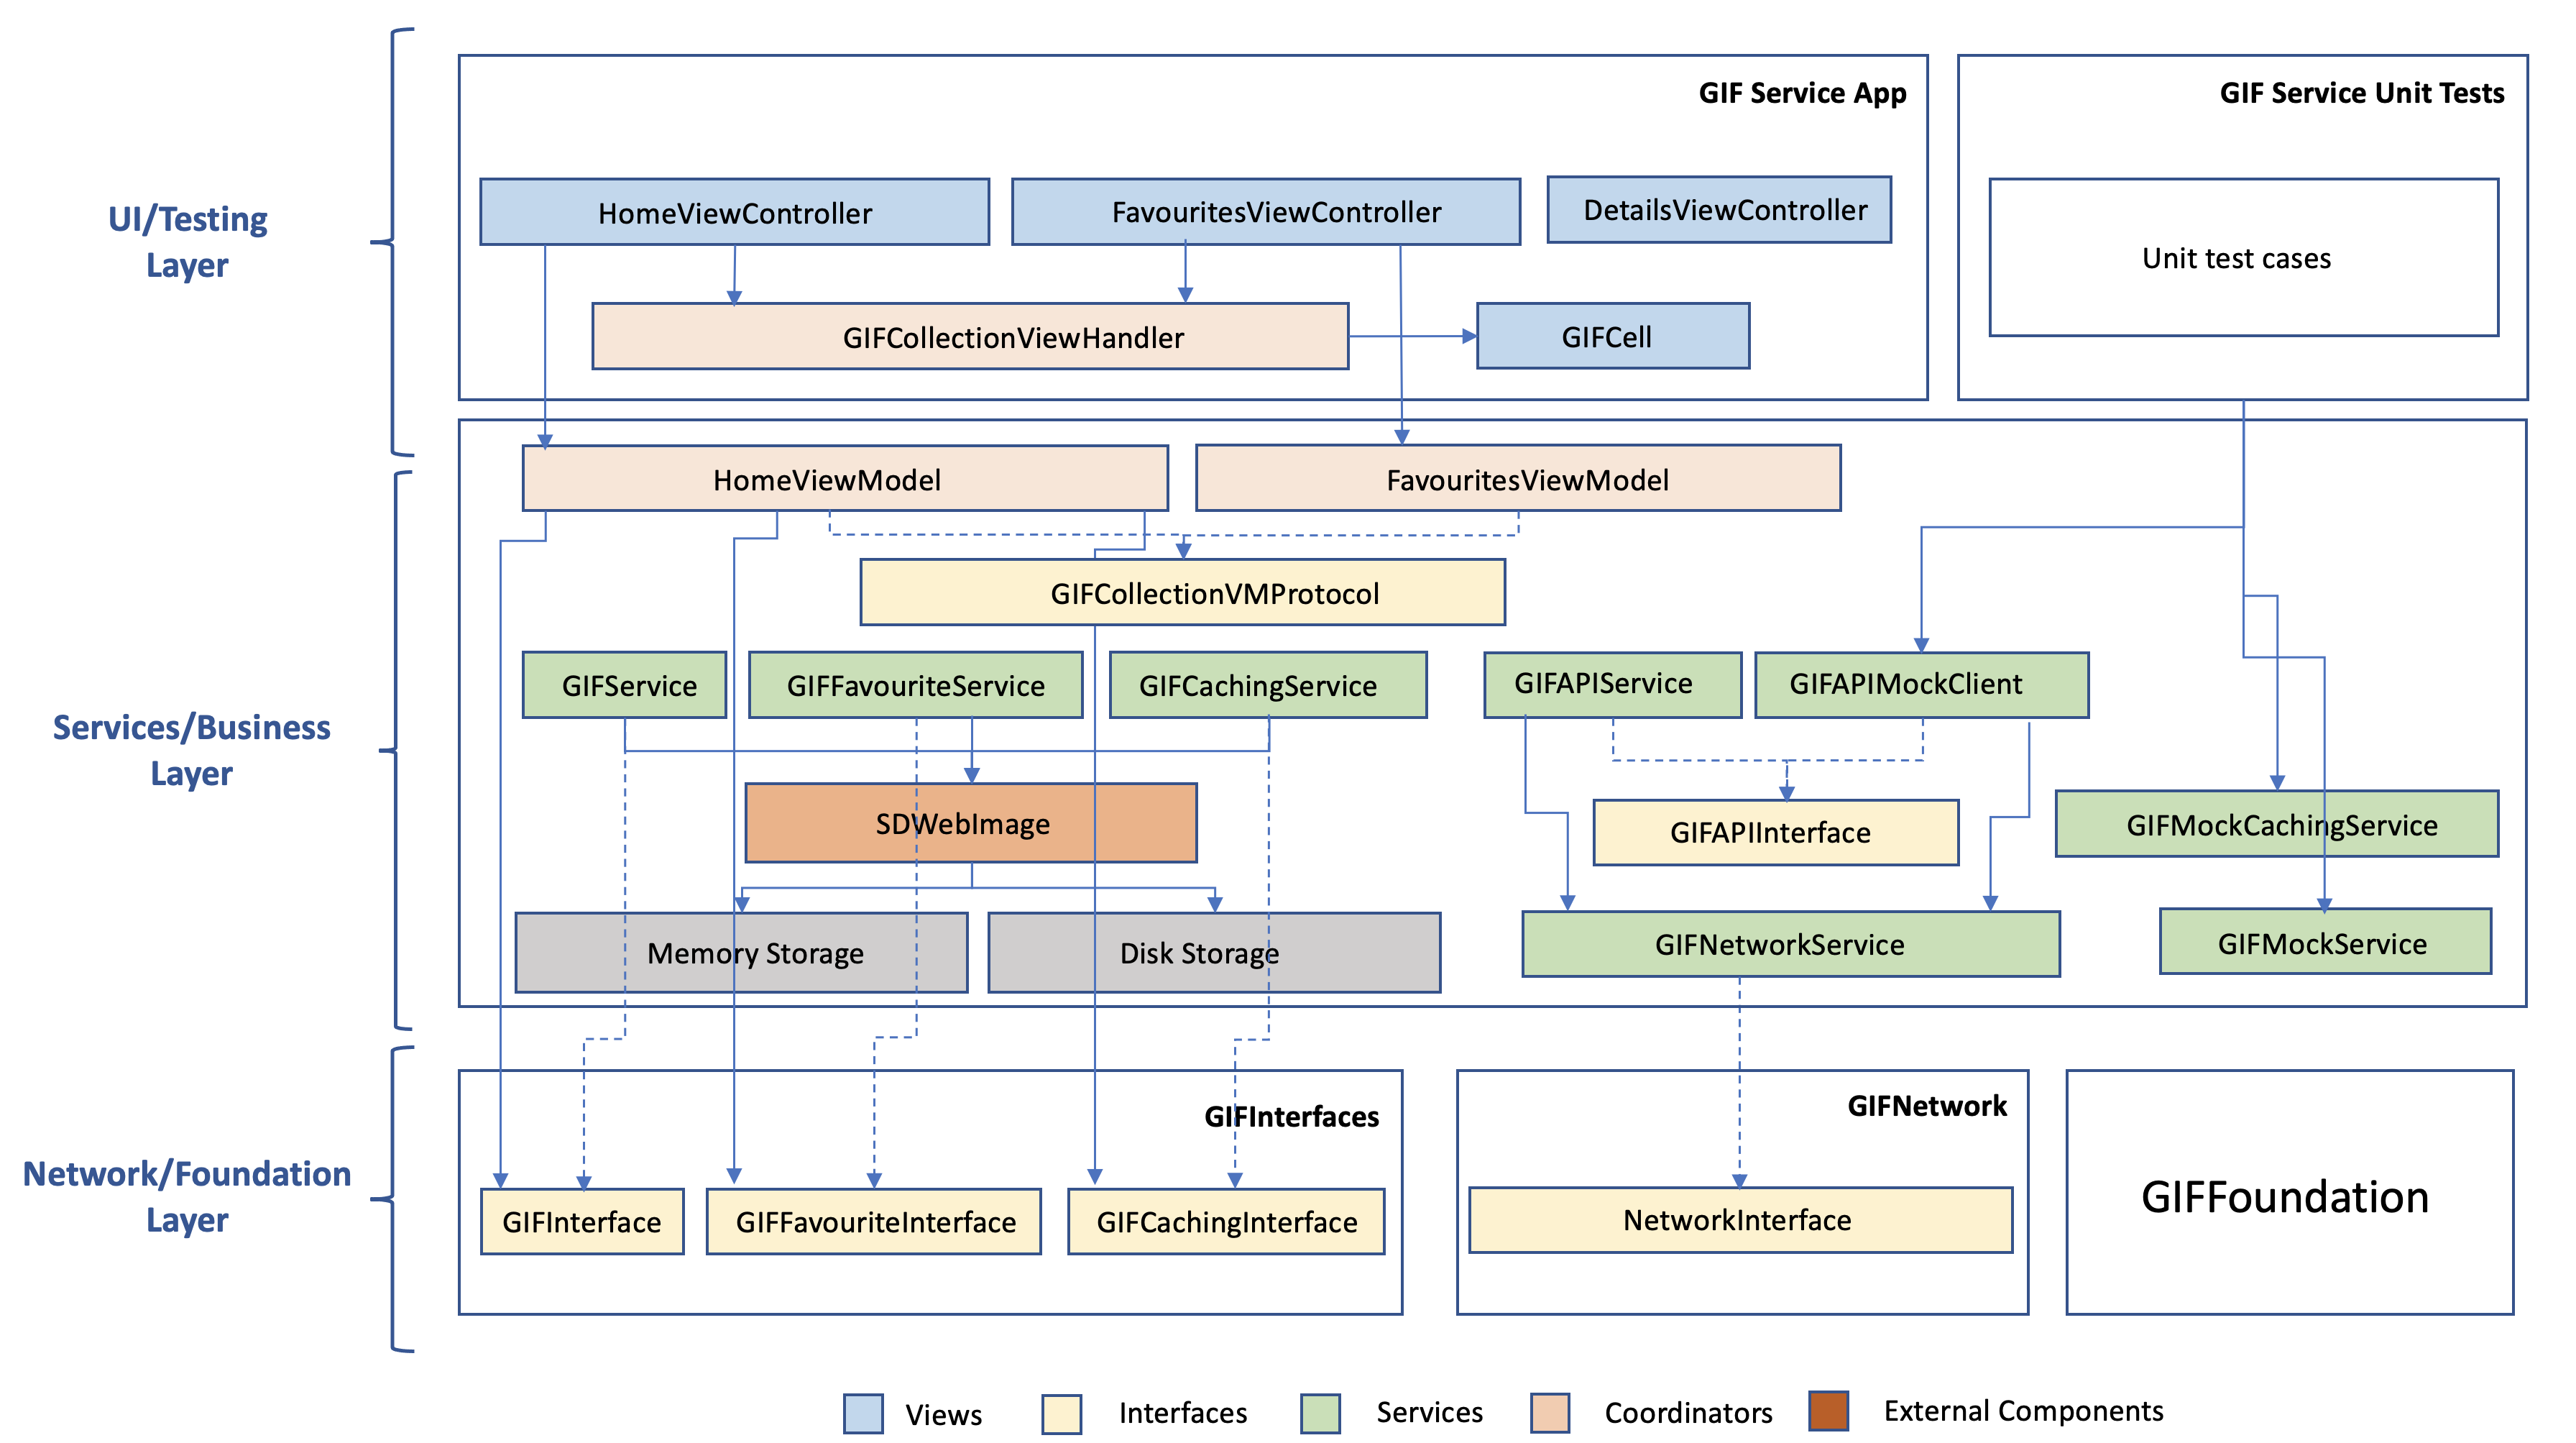 GIF Service App
GIF Service Unit Tests
UI/Testing
Layer
HomeViewController
FavouritesViewController
DetailsViewController
Unit test cases
GIFCollectionViewHandler
GIFCell
HomeViewModel
FavouritesViewModel
GIFCollectionVMProtocol
Services/Business
Layer
GIFService
GIFFavouriteService
GIFCachingService
GIFAPIService
GIFAPIMockClient
SDWebImage
GIFAPIInterface
GIFMockCachingService
Memory Storage
Disk Storage
GIFNetworkService
GIFMockService
Network/Foundation
Layer
GIFInterfaces
GIFNetwork
GIFInterface
GIFFavouriteInterface
GIFCachingInterface
NetworkInterface
GIFFoundation
Views
Interfaces
Services
Coordinators
External Components